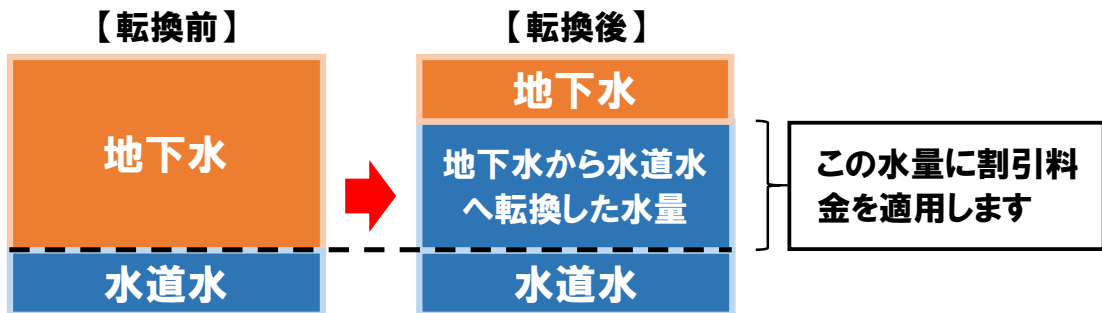 【転換前】
【転換後】
地下水
水道水
地下水
地下水から水道水
へ転換した水量
水道水
この水量に割引料
金を適用します